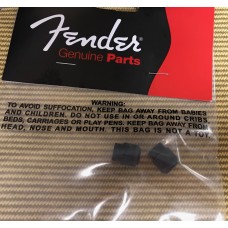 Fender
Genuine Parts
WARNING:
TO AVOID SUFFOCATION, KEEP BAG AWAY FROM BABIES
AND CHILDREN. DO NOT USE IN OR AROUND CRIBS
BEDS, CARRIAGES OR PLAY PENS. KEEP BAG AWAY FROM
HEAD, NOSE AND MOUTH. THIS BAG IS NOT A TOY.